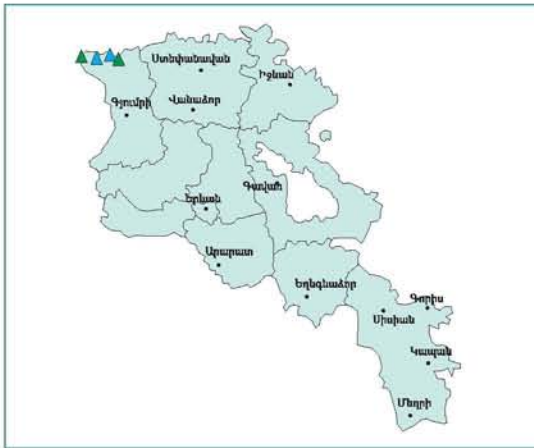 Ստեփանավան
Իջևան
Գյումրի
Վանաձոր
Գավառ
Երևան
Արարատ
Եղեգնաձոր
Գորիս
Սիսիան
Կապան
Մեղրի